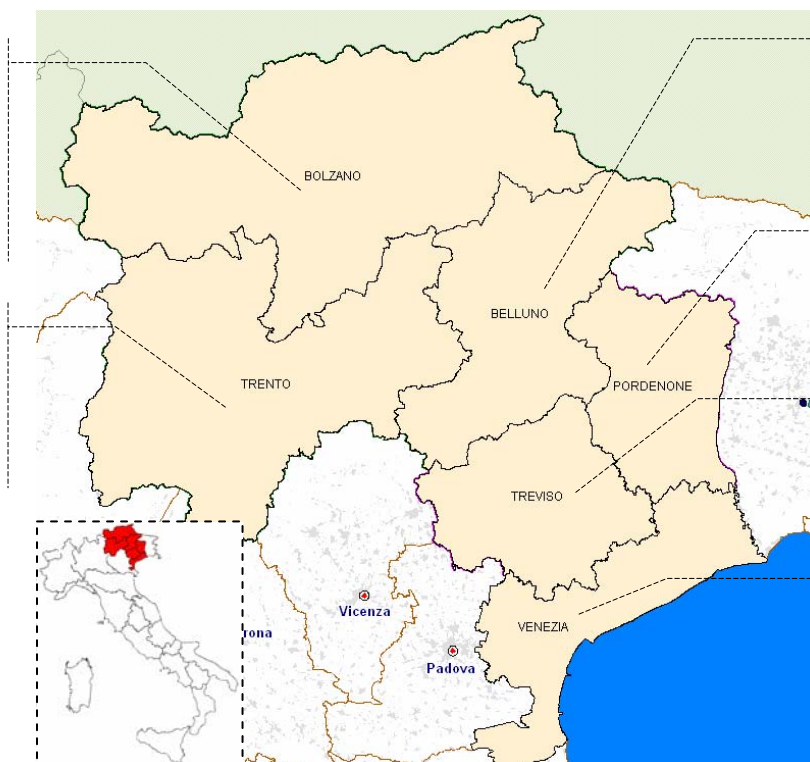 BOLZANO
BELLUNO
TRENTO
PORDENONE
TREVISO
Vicenza
VENEZIA
rona
Padova